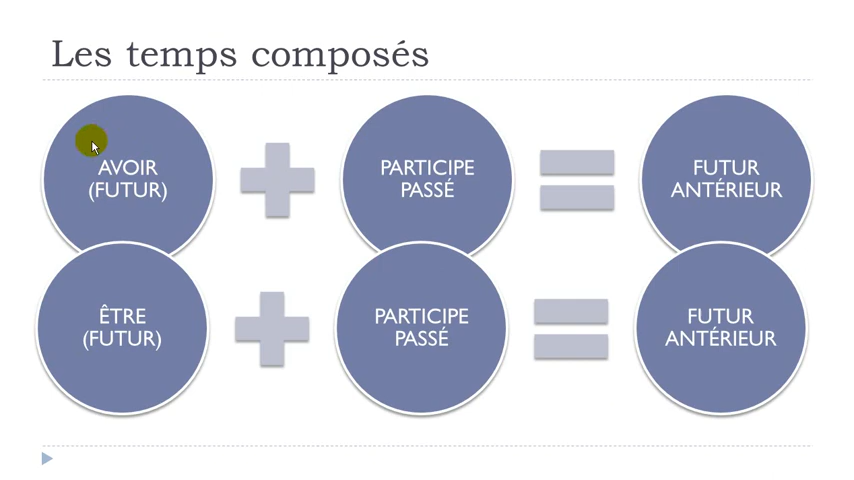 Les temps composés
AVOIR
(FUTUR)
PARTICIPE
PASSÉ
FUTUR
ANTÉRIEUR
ÊTRE
(FUTUR)
PARTICIPE
PASSÉ
FUTUR
ANTÉRIEUR